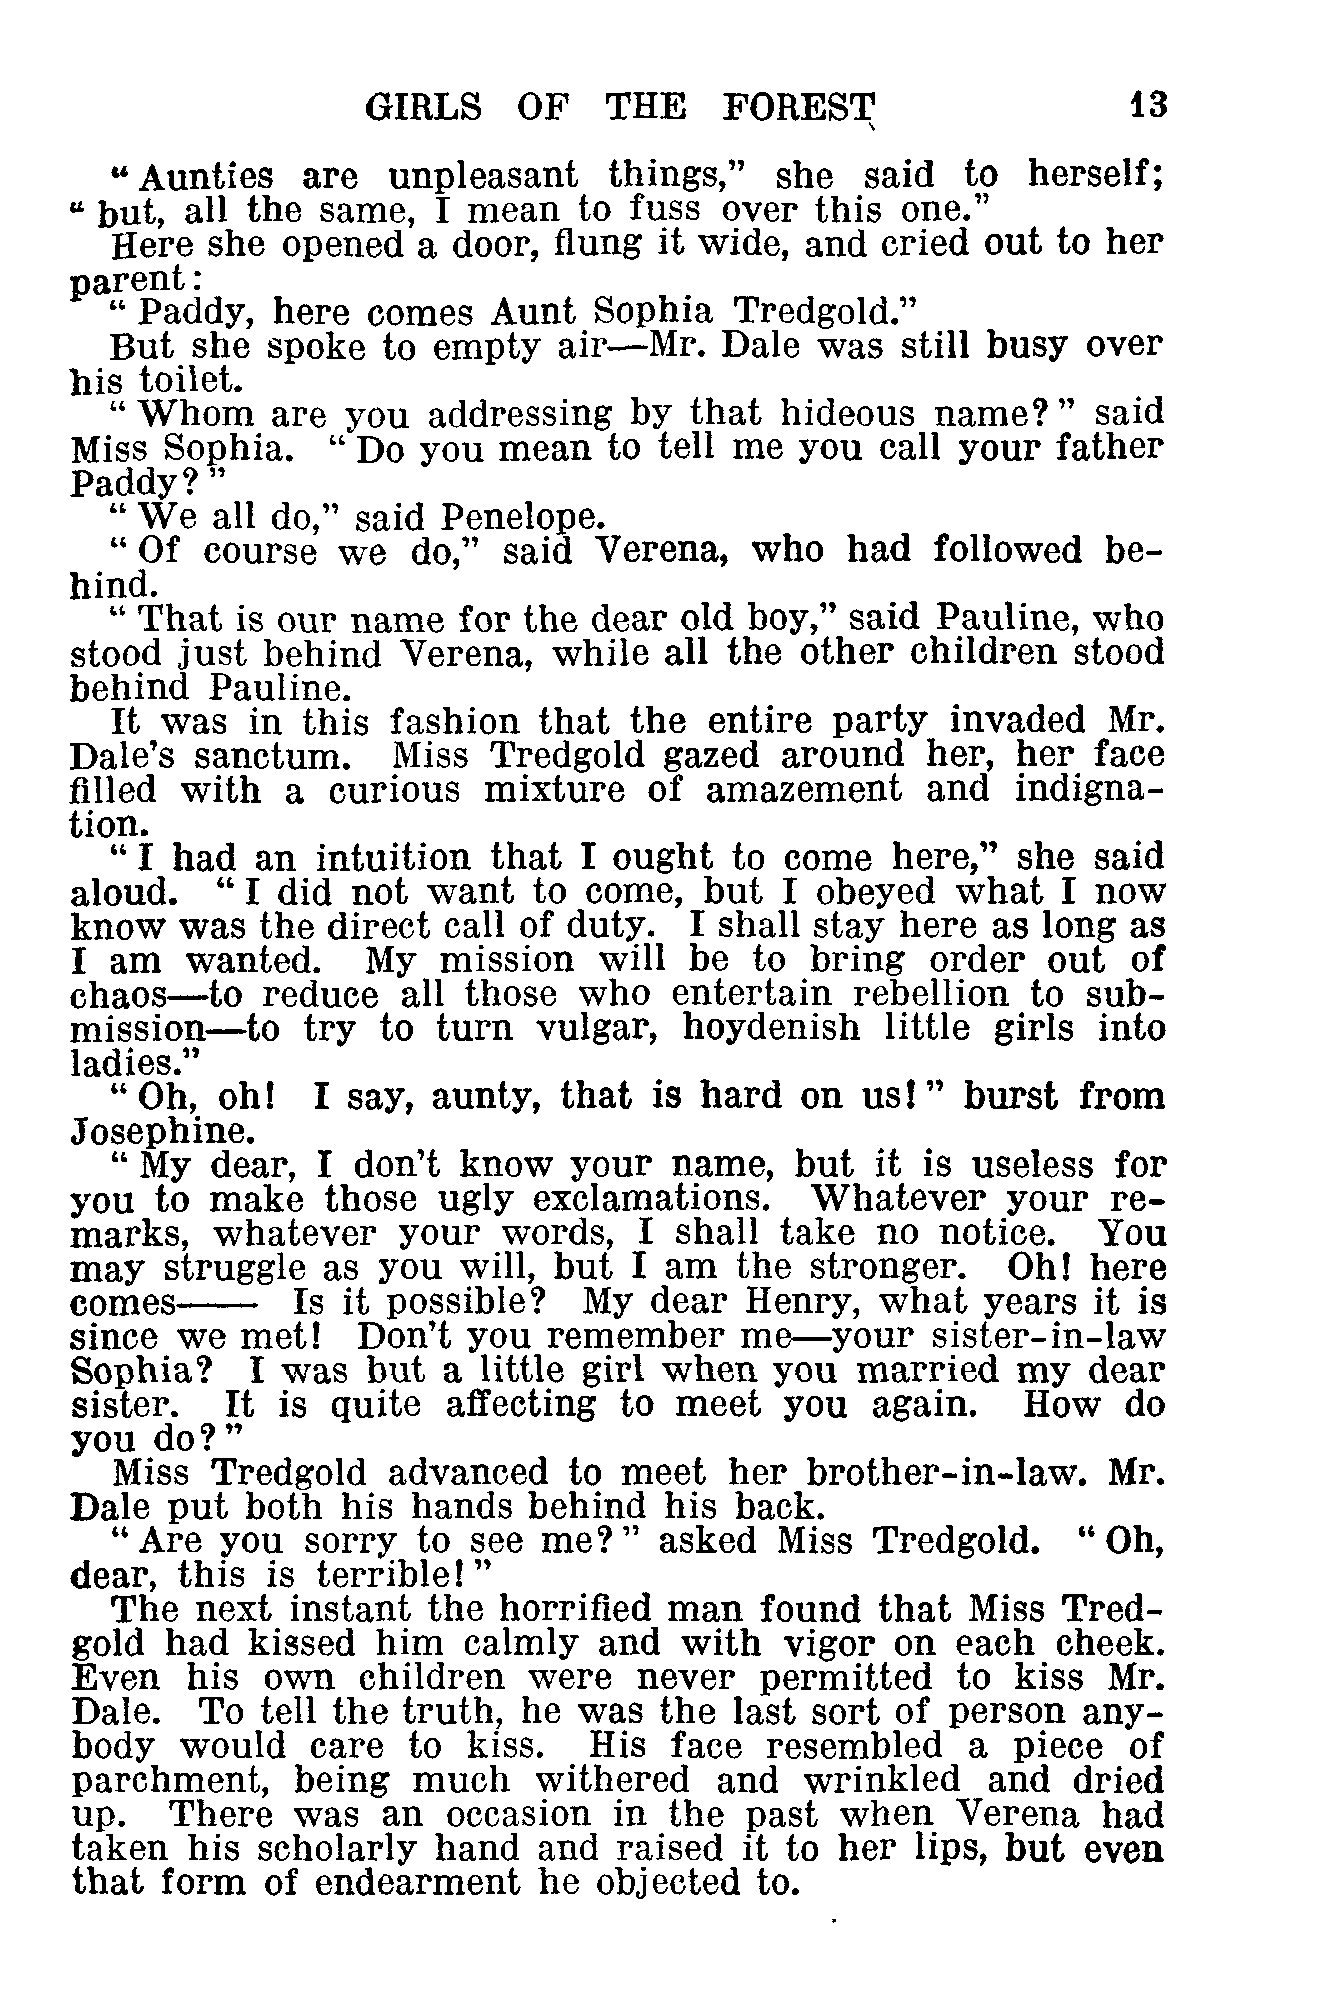 GIRLS OF THE FOREST 13
“Aunties are unpleasant things,” she said to herself;
“but, all the same, I mean to fuss over this one.”
Here she opened a door, flung it wide, and cried out to her
parent:
“Paddy, here comes Aunt Sophia Tredgold.”
But she spoke to empty air—Mr. Dale was still busy over
his toilet.
“Whom are you addressing by that hideous name?” said
Miss Sophia. “Do you mean to tell me you call your father
Paddy?”
“We all do,” said Penelope.
“Of course we do,” said Verena, who had followed be-
hind.
“That is our name for the dear old boy,” said Pauline, who
stood just behind Verena, while all the other children stood
behind Pauline.
It was in this fashion that the entire party invaded Mr.
Dale’s sanctum. Miss Tredgold gazed around her, her face
filled with a curious mixture of amazement and indigna-
tion.
“I had an intuition that I ought to come here,” she said
aloud. “I did not want to come, but I obeyed what I now
know was the direct call of duty. I shall stay here as long as
I am wanted. My mission will be to bring order out of
chaos—to reduce all those who entertain rebellion to sub-
mission—to try to turn vulgar, hoydenish little girls into
ladies.”
“Oh, oh! I say, aunty, that is hard on us!” burst from
Josephine.
“My dear, I don’t know your name, but it is useless for
you to make those ugly exclamations. Whatever your re-
marks, whatever your words, I shall take no notice. You
may struggle as you will, but I am the stronger. Oh! here
comes—— Is it possible? My dear Henry, what years it is
since we met! Don’t you remember me—your sister-in-law
Sophia? I was but a little girl when you married my dear
sister. It is quite affecting to meet you again. How do
you do?”
Miss Tredgold advanced to meet her brother-in-law. Mr.
Dale put both his hands behind his back.
“Are you sorry to see me?” asked Miss Tredgold. “Oh,
dear, this is terrible!”
The next instant the horrified man found that Miss Tred-
gold had kissed him calmly and with vigor on each cheek.
Even his own children were never permitted to kiss Mr.
Dale. To tell the truth, he was the last sort of person any-
body would care to kiss. His face resembled a piece of
parchment, being much withered and wrinkled and dried
up. There was an occasion in the past when Verena had
taken his scholarly hand and raised it to her lips, but even
that form of endearment he objected to.